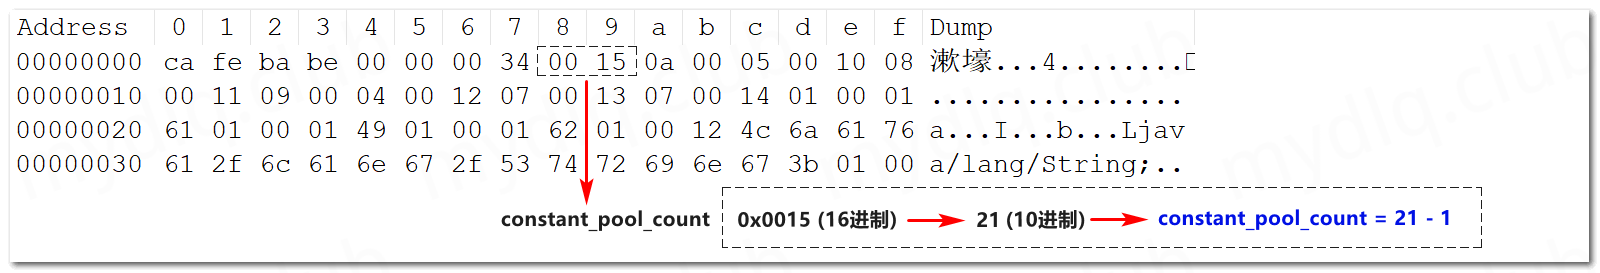 Address 0 1 2 3 4 5 6 7 8 9 a b c d e f Dump
00000000 ca fe ba be 00 00 00 34 00 15 0a 00 05 00 10 08 漱壕...4........□
00000010 00 11 09 00 04 00 12 07 00 13 07 00 14 01 00 01 ................
00000020 61 01 00 01 49 01 00 01 62 01 00 12 4c 6a 61 76 a...I...b...Ljav
00000030 61 2f 6c 61 6e 67 2f 53 74 72 69 6e 67 3b 01 00 a/lang/String;..
constant_pool_count 0x0015 (16进制) 21 (10进制) constant_pool_count = 21 - 1
mydlq.club